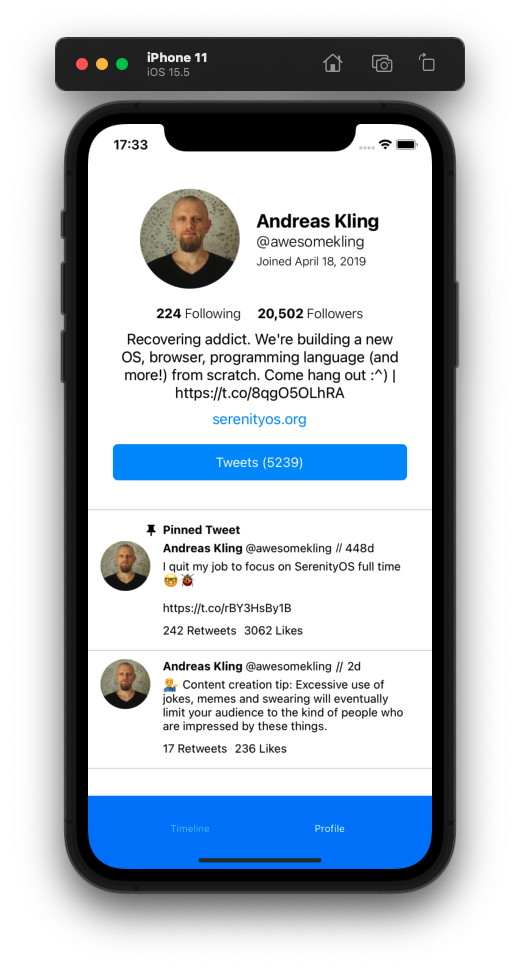 iPhone 11
iOS 15.5
17:33
Andreas Kling
@awesomekling
Joined April 18, 2019
224 Following 20,502 Followers
Recovering addict. We're building a new
OS, browser, programming language (and
more!) from scratch. Come hang out :^) |
https://t.co/8qgO5OLhRA
serenityos.org
Tweets (5239)
Pinned Tweet
Andreas Kling @awesomekling // 448d
I quit my job to focus on SerenityOS full time
🤓🐞
https://t.co/rBY3HsBy1B
242 Retweets 3062 Likes
Andreas Kling @awesomekling // 2d
💁‍♂️ Content creation tip: Excessive use of
jokes, memes and swearing will eventually
limit your audience to the kind of people who
are impressed by these things.
17 Retweets 236 Likes
Timeline Profile